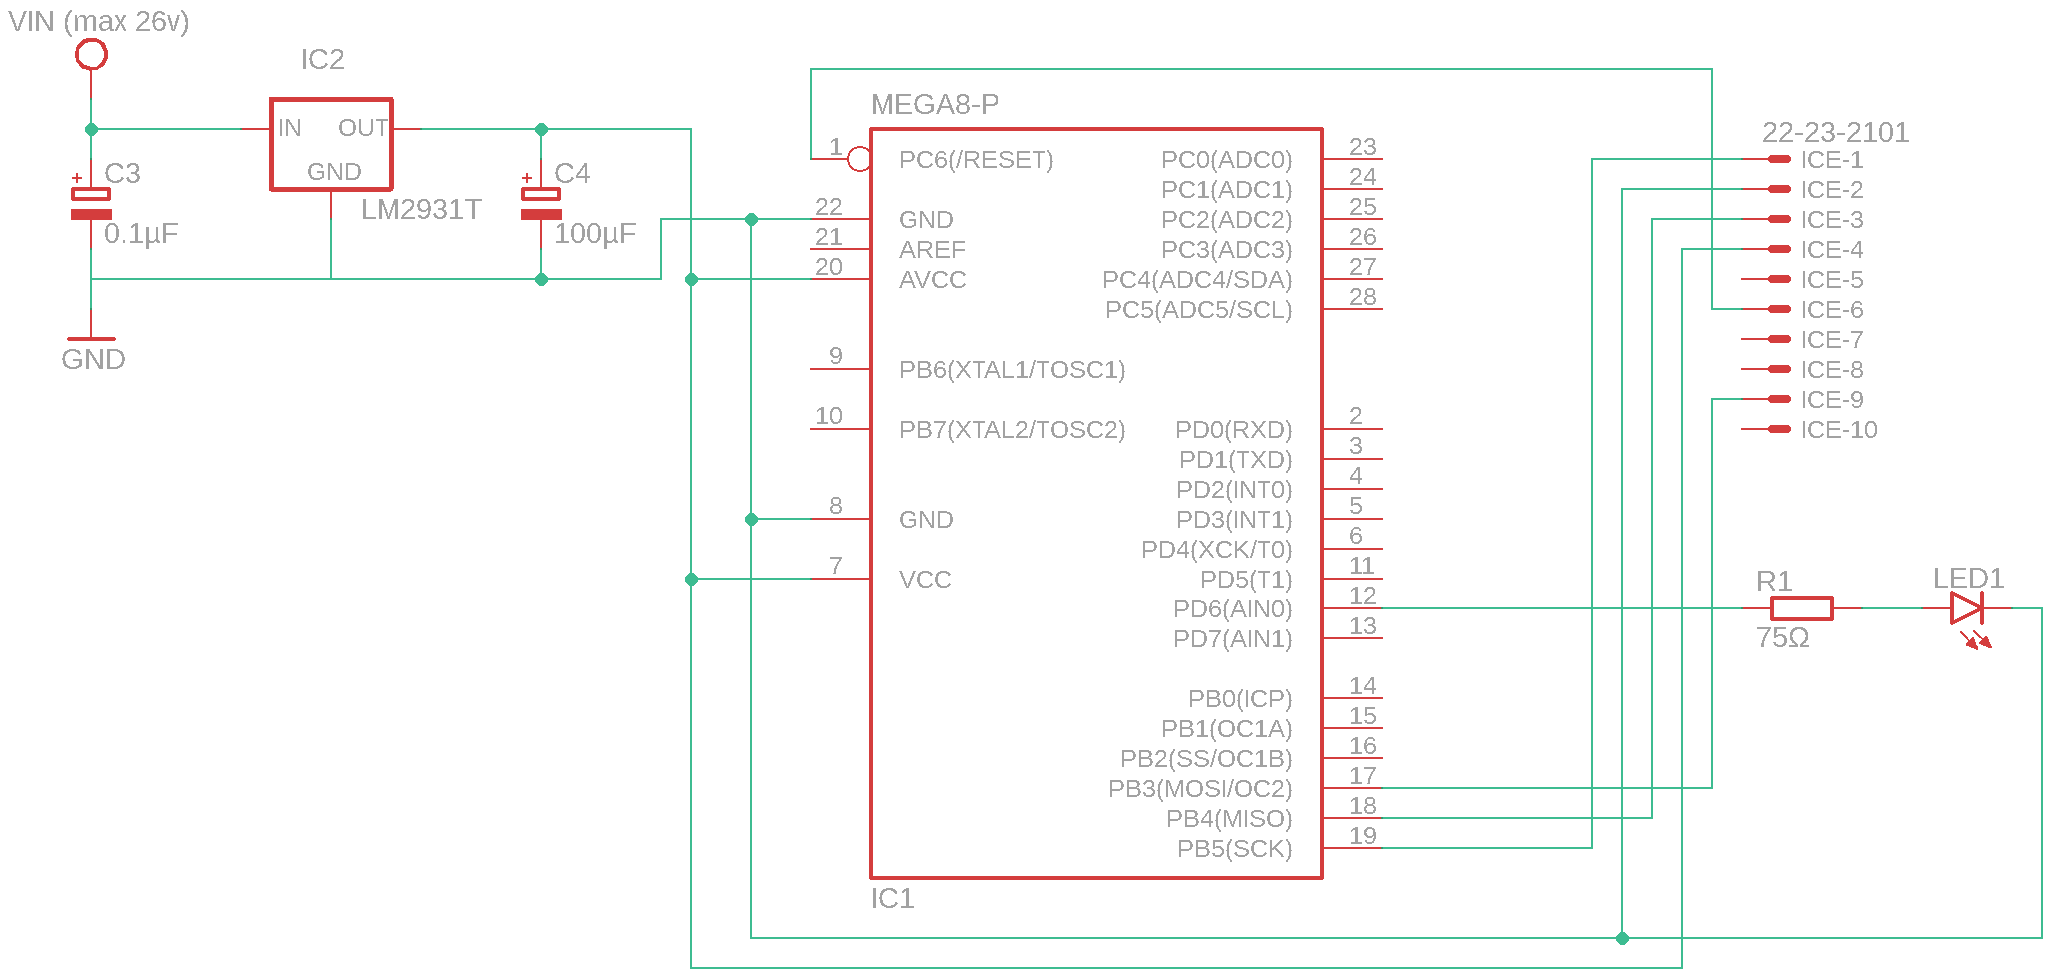 VIN (max 26v)
IC2
IN OUT
GND
LM2931T
+ C3
0.1µF
+ C4
100µF
GND
MEGA8-P
1 PC6(/RESET)
22 GND
21 AREF
20 AVCC
9 PB6(XTAL1/TOSC1)
10 PB7(XTAL2/TOSC2)
8 GND
7 VCC
PC0(ADC0) 23
PC1(ADC1) 24
PC2(ADC2) 25
PC3(ADC3) 26
PC4(ADC4/SDA) 27
PC5(ADC5/SCL) 28
PD0(RXD) 2
PD1(TXD) 3
PD2(INT0) 4
PD3(INT1) 5
PD4(XCK/T0) 6
PD5(T1) 11
PD6(AIN0) 12
PD7(AIN1) 13
PB0(ICP) 14
PB1(OC1A) 15
PB2(SS/OC1B) 16
PB3(MOSI/OC2) 17
PB4(MISO) 18
PB5(SCK) 19
IC1
22-23-2101
ICE-1
ICE-2
ICE-3
ICE-4
ICE-5
ICE-6
ICE-7
ICE-8
ICE-9
ICE-10
R1
75Ω
LED1